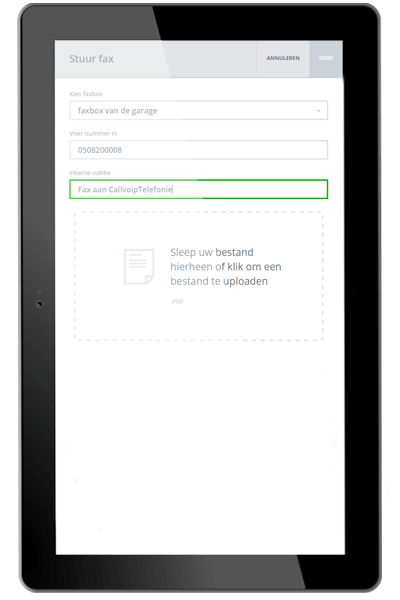 Stuur fax
ANNULEREN
SEND
Kies faxbox
faxbox van de garage
Voer nummer in
0508200008
Interne notitie
Fax aan CallvoipTelefonie
Sleep uw bestand
hierheen of klik om een
bestand te uploaden
.PDF